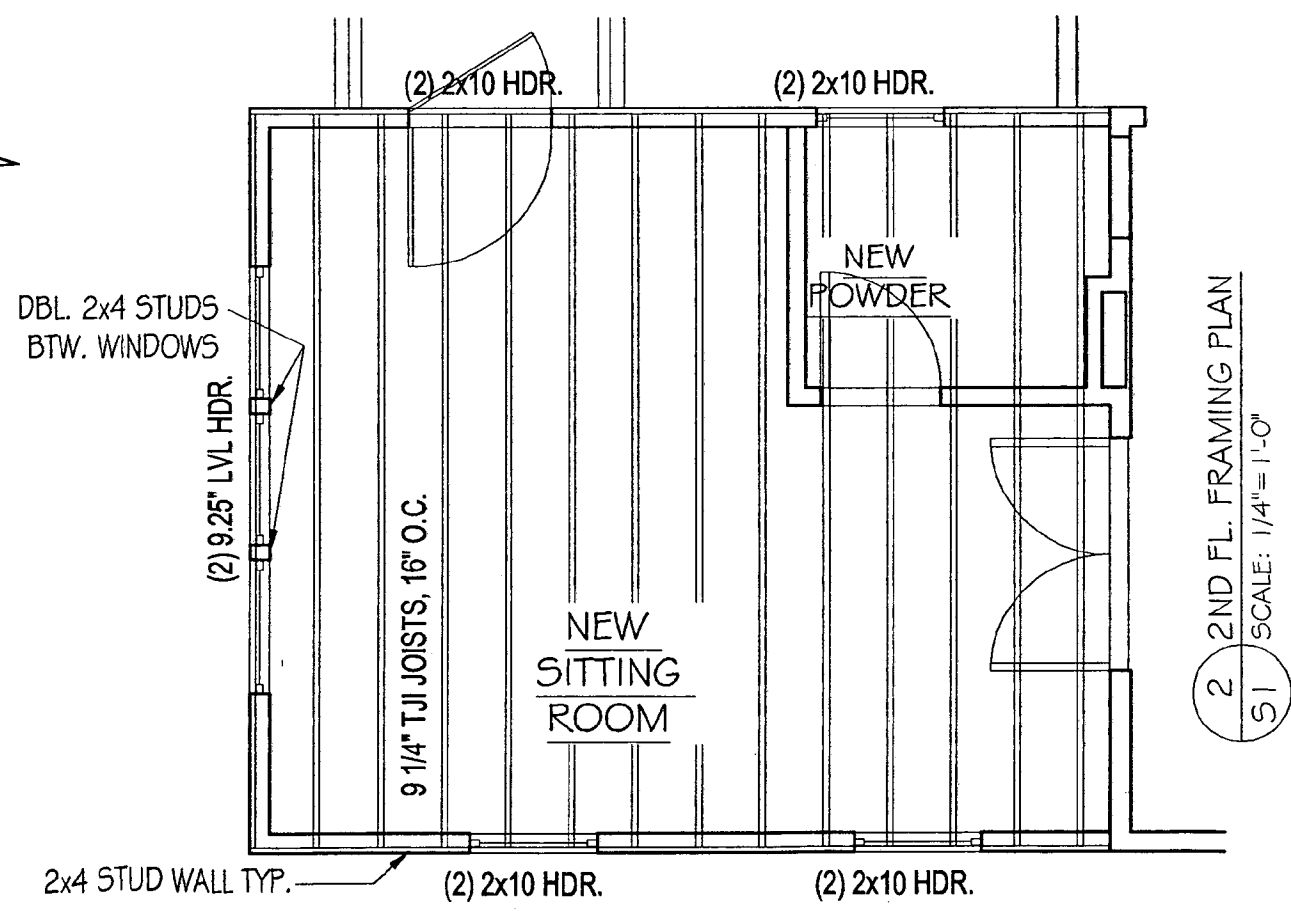 (2) 2x10 HDR.
(2) 2x10 HDR.
NEW
POWDER
DBL. 2x4 STUDS
BTW. WINDOWS
(2) 9.25" LVL HDR.
9 1/4" TJI JOISTS, 16" O.C.
NEW
SITTING
ROOM
2x4 STUD WALL TYP.
(2) 2x10 HDR.
(2) 2x10 HDR.
2
S1
2ND FL. FRAMING PLAN
SCALE: 1/4"=1'-0"